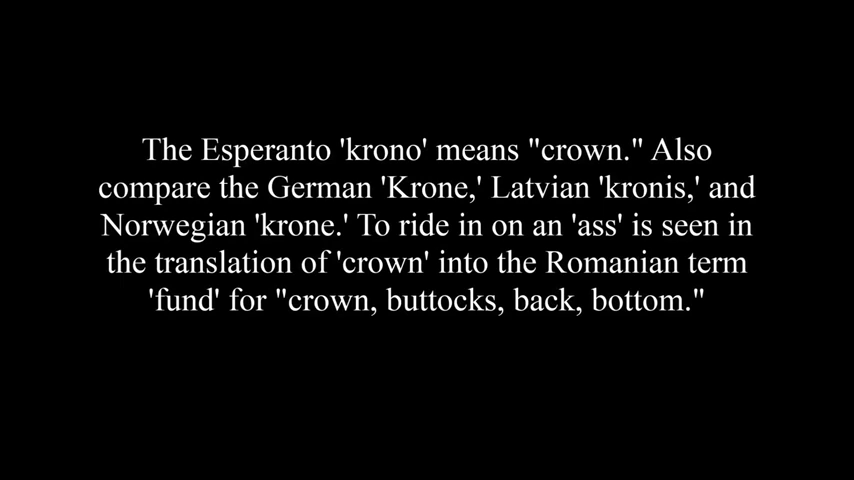 The Esperanto 'krono' means "crown." Also
compare the German 'Krone,' Latvian 'kronis,' and
Norwegian 'krone.' To ride in on an 'ass' is seen in
the translation of 'crown' into the Romanian term
'fund' for "crown, buttocks, back, bottom."